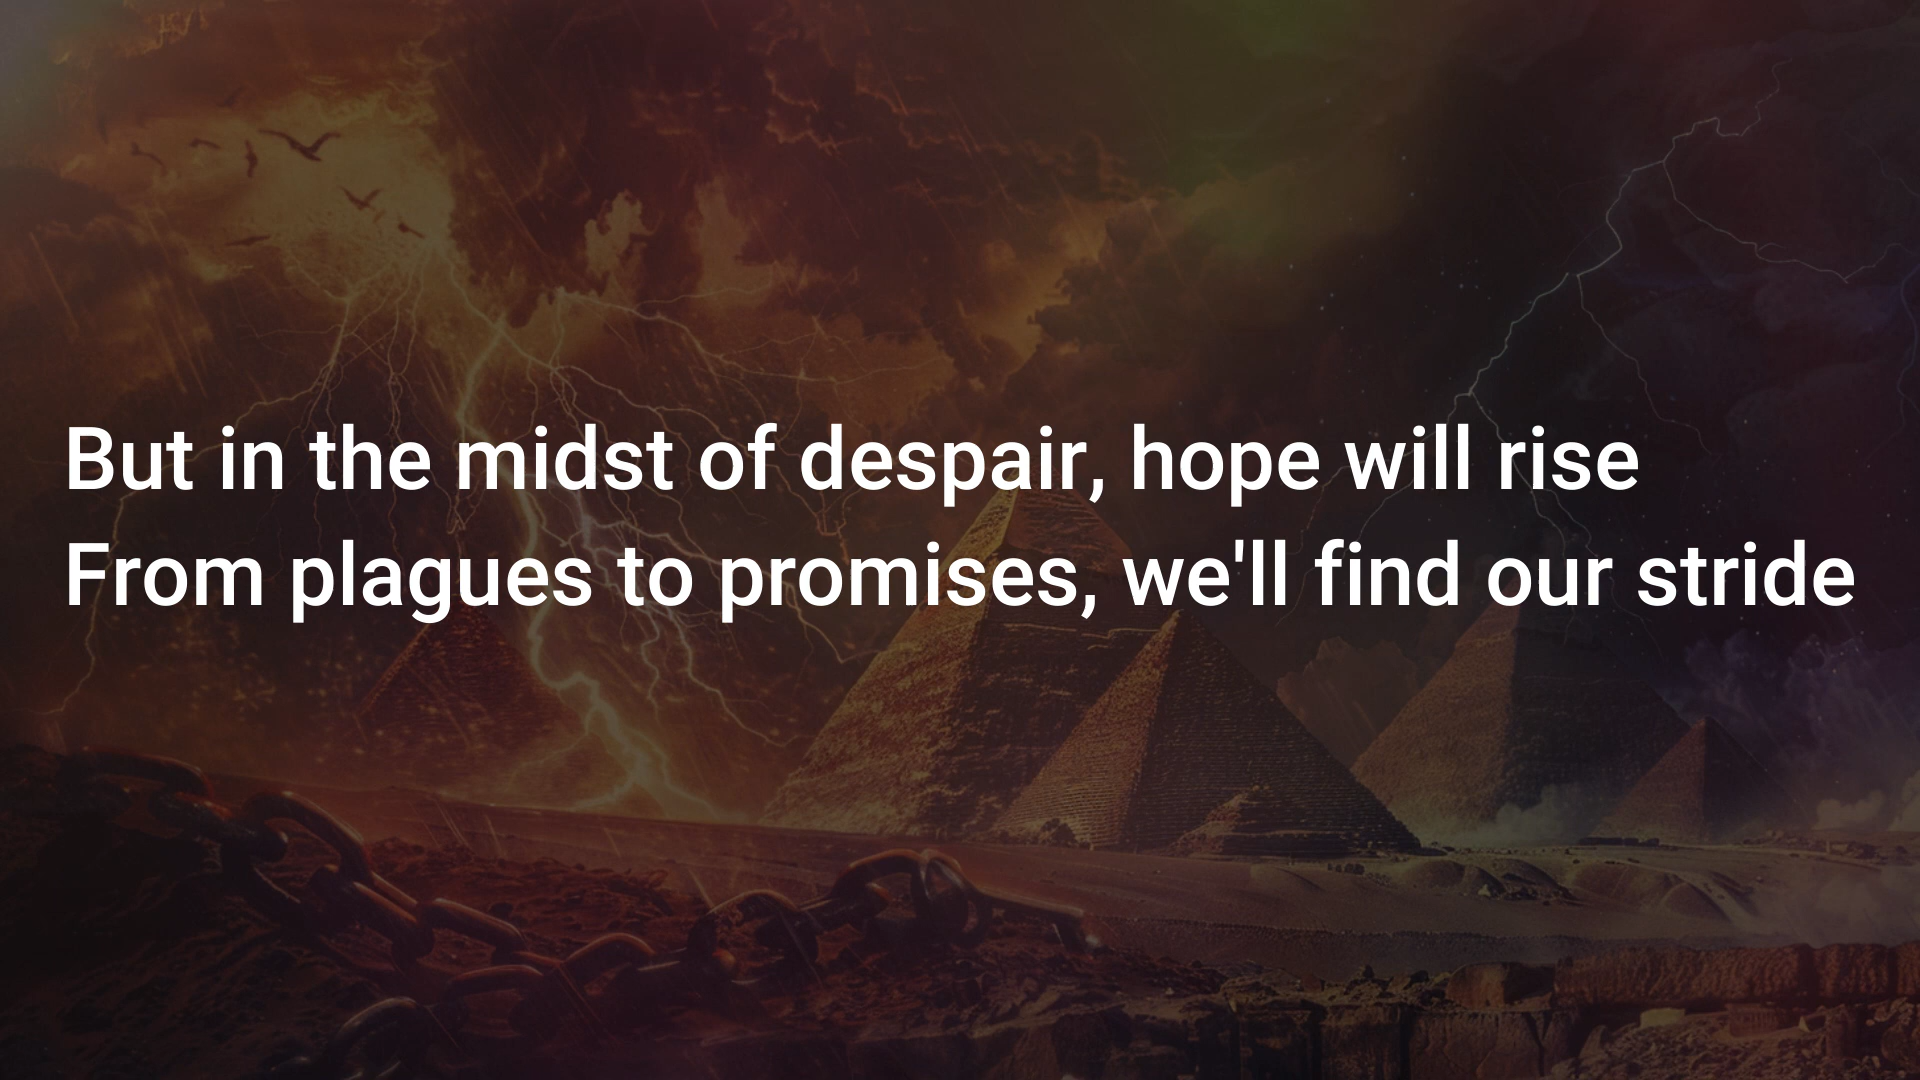 But in the midst of despair, hope will rise
From plagues to promises, we'll find our stride